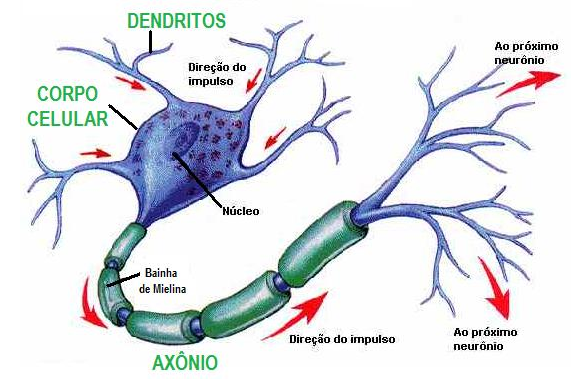 DENDRITOS
Ao próximo
neurônio
Direção do
impulso
CORPO
CELULAR
Núcleo
Bainha
de Mielina
Direção do impulso
Ao próximo
neurônio
AXÔNIO